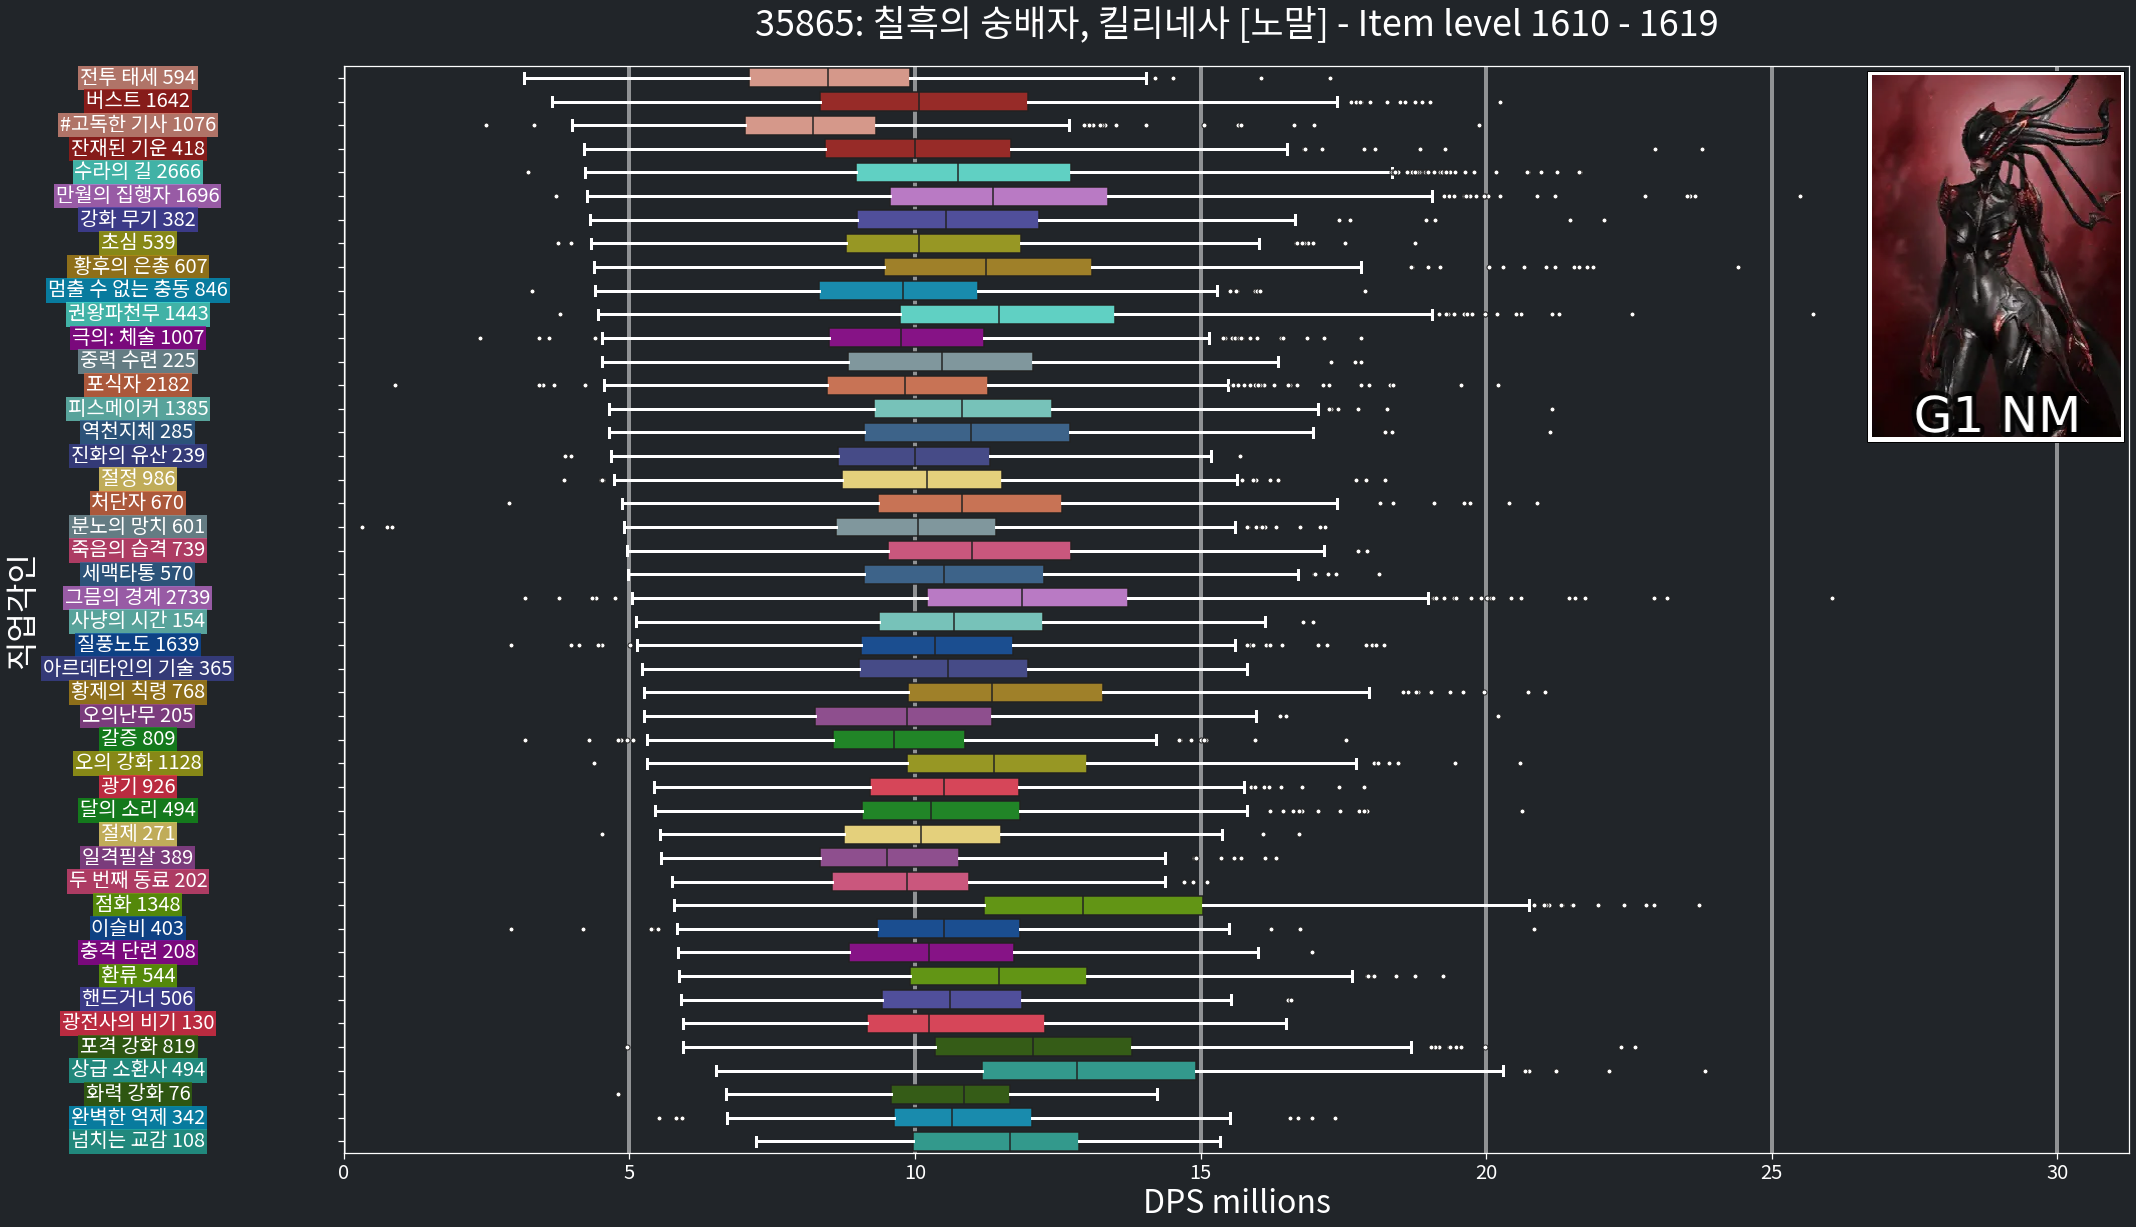 35865: 칠흑의 숭배자, 킬리네사 [노말] - Item level 1610 - 1619
전투 태세 594
버스트 1642
#고독한 기사 1076
잔재된 기운 418
수라의 길 2666
만월의 집행자 1696
강화 무기 382
초심 539
황후의 은총 607
멈출 수 없는 충동 846
권왕파천무 1443
극의: 체술 1007
중력 수련 225
포식자 2182
피스메이커 1385
역천지체 285
진화의 유산 239
절정 986
처단자 670
분노의 망치 601
죽음의 습격 739
세맥타통 570
그믐의 경계 2739
사냥의 시간 154
질풍노도 1639
아르데타인의 기술 365
황제의 칙령 768
오의난무 205
갈증 809
오의 강화 1128
광기 926
달의 소리 494
절제 271
일격필살 389
두 번째 동료 202
점화 1348
이슬비 403
충격 단련 208
환류 544
핸드거너 506
광전사의 비기 130
포격 강화 819
상급 소환사 494
화력 강화 76
완벽한 억제 342
넘치는 교감 108
직업각인
G1 NM
0 5 10 15 20 25 30
DPS millions